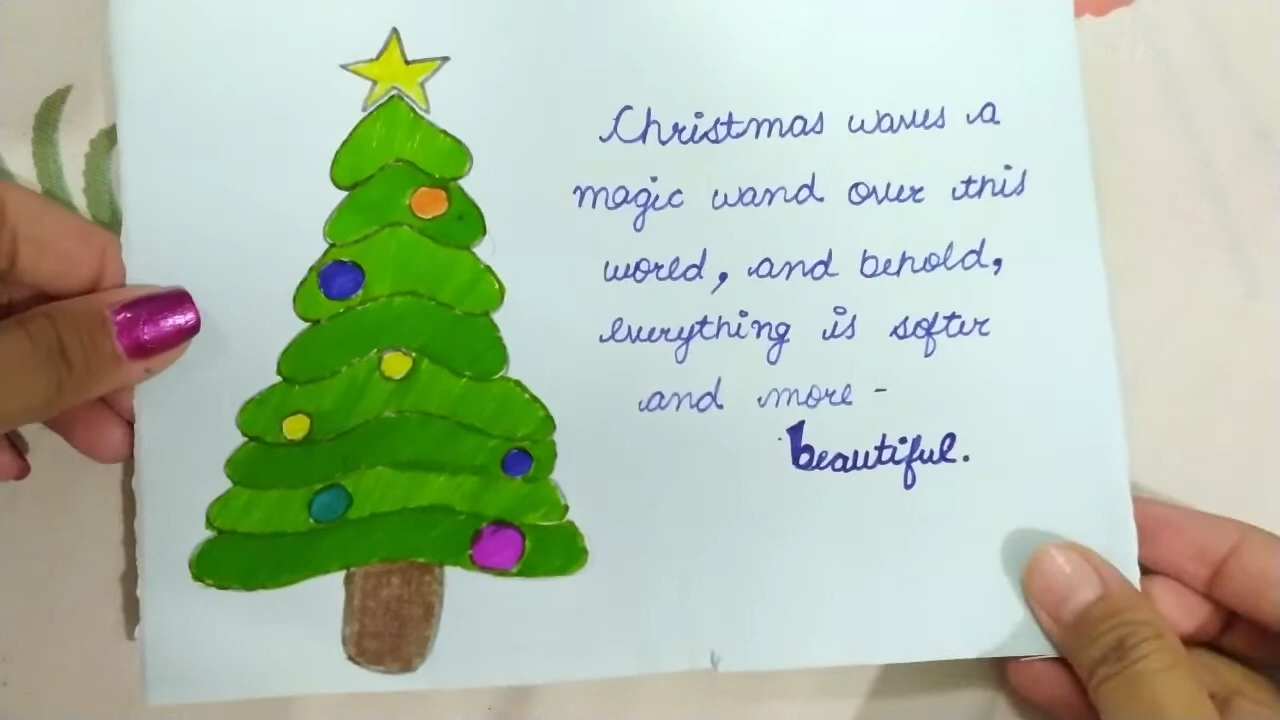 Christmas waves a
magic wand over this
world, and behold,
everything is softer
and more -
beautiful.